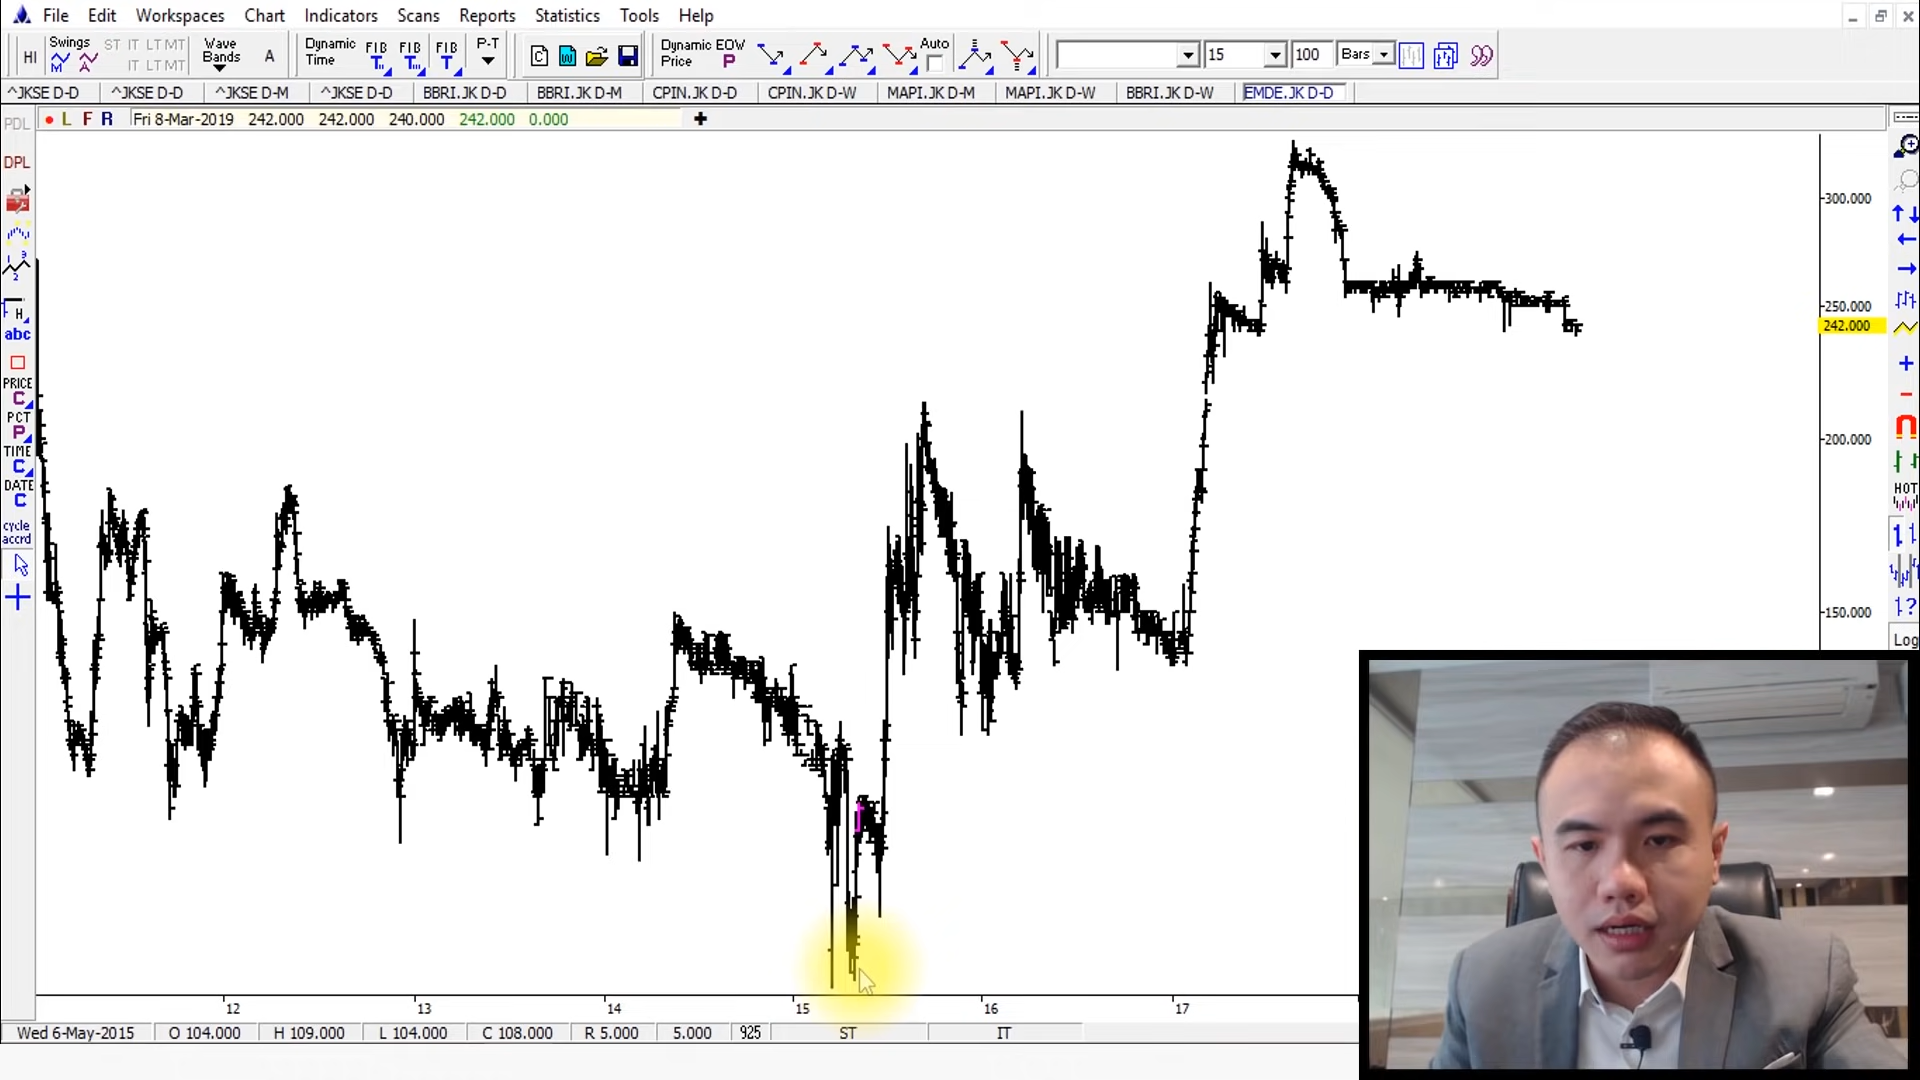 File Edit Workspaces Chart Indicators Scans Reports Statistics Tools Help
HI Swings ST IT LT MT IT LT MT Wave Bands A Dynamic Time FIB T FIB T FIB T P-T C W Dynamic Price EOW P Auto 15 100 Bars
^JKSE D-D ^JKSE D-D ^JKSE D-M ^JKSE D-D BBRI.JK D-D BBRI.JK D-M CPIN.JK D-D CPIN.JK D-W MAPI.JK D-M MAPI.JK D-W BBRI.JK D-W EMDE.JK D-D
PDL L F R Fri 8-Mar-2019 242.000 242.000 240.000 242.000 0.000
DPL
H
abc
PRICE
C
PCT
P
TIME
C
DATE
C
cycle
accrd
300.000
250.000
242.000
200.000
150.000
HOT
1?
Log
12 13 14 15 16 17
Wed 6-May-2015 O 104.000 H 109.000 L 104.000 C 108.000 R 5.000 5.000 925 ST IT